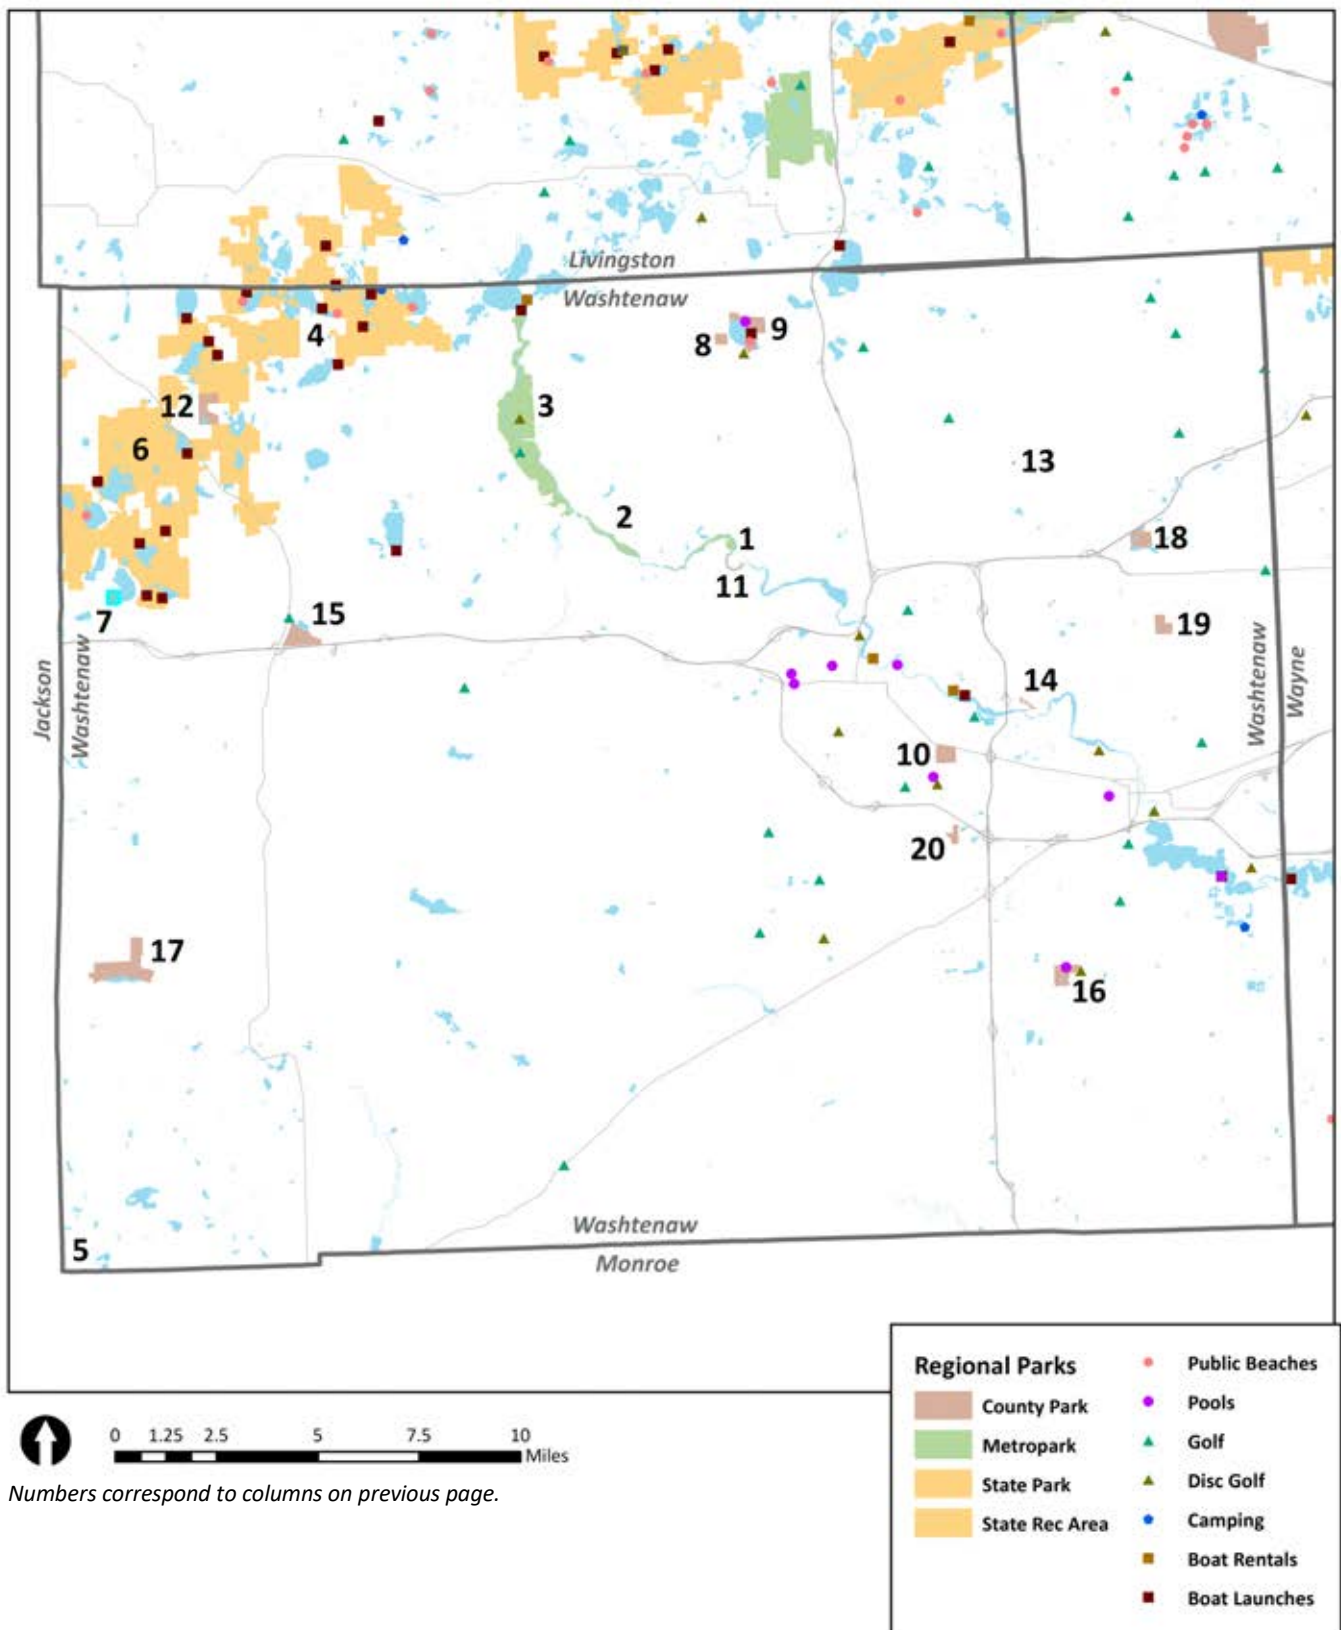 Livingston
Washtenaw
8
9
4
12
3
6
13
2
1
18
11
7
15
19
Jackson
Washtenaw
14
Washtenaw
Wayne
10
20
17
16
5
Washtenaw
Monroe
Regional Parks
County Park
Metropark
State Park
State Rec Area
Public Beaches
Pools
Golf
Disc Golf
Camping
Boat Rentals
Boat Launches
0 1.25 2.5 5 7.5 10
Miles
Numbers correspond to columns on previous page.